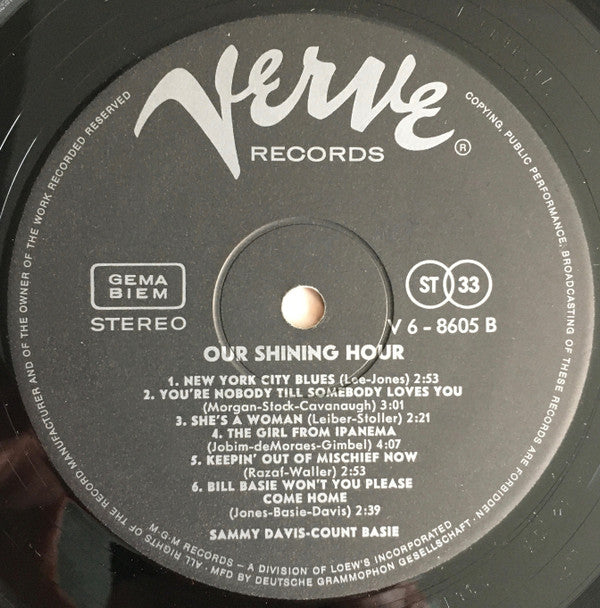 Verve
RECORDS ®
ALL RIGHTS OF THE RECORD MANUFACTURER AND OF THE OWNER OF THE WORK RECORDED RESERVED
COPYING, PUBLIC PERFORMANCE, BROADCASTING OF THESE RECORDS ARE FORBIDDEN
GEMA
BIEM
STEREO
ST 33
V 6 - 8605 B
OUR SHINING HOUR
1. NEW YORK CITY BLUES (Lee-Jones) 2:53
2. YOU'RE NOBODY TILL SOMEBODY LOVES YOU
(Morgan-Stock-Cavanaugh) 3:01
3. SHE'S A WOMAN (Leiber-Stoller) 2:21
4. THE GIRL FROM IPANEMA
(Jobim-deMoraes-Gimbel) 4:07
5. KEEPIN' OUT OF MISCHIEF NOW
(Razaf-Waller) 2:53
6. BILL BASIE WON'T YOU PLEASE
COME HOME
(Jones-Basie-Davis) 2:39
SAMMY DAVIS-COUNT BASIE
M.G.M RECORDS - A DIVISION OF LOEW'S INCORPORATED
· MFD BY DEUTSCHE GRAMMOPHON GESELLSCHAFT ·